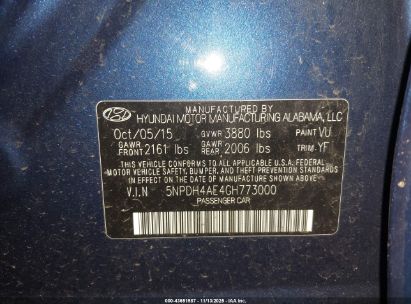 MANUFACTURED BY
HYUNDAI MOTOR MANUFACTURING ALABAMA, LLC
Oct/05/15 GVWR 3880 lbs PAINT VU
GAWR FRONT 2161 lbs GAWR REAR 2006 lbs TRIM YF
THIS VEHICLE CONFORMS TO ALL APPLICABLE U.S.A. FEDERAL
MOTOR VEHICLE SAFETY, BUMPER, AND THEFT PREVENTION
STANDARDS IN EFFECT ON THE DATE OF MANUFACTURE SHOWN ABOVE.
V.I.N 5NPDH4AE4GH773000
PASSENGER CAR